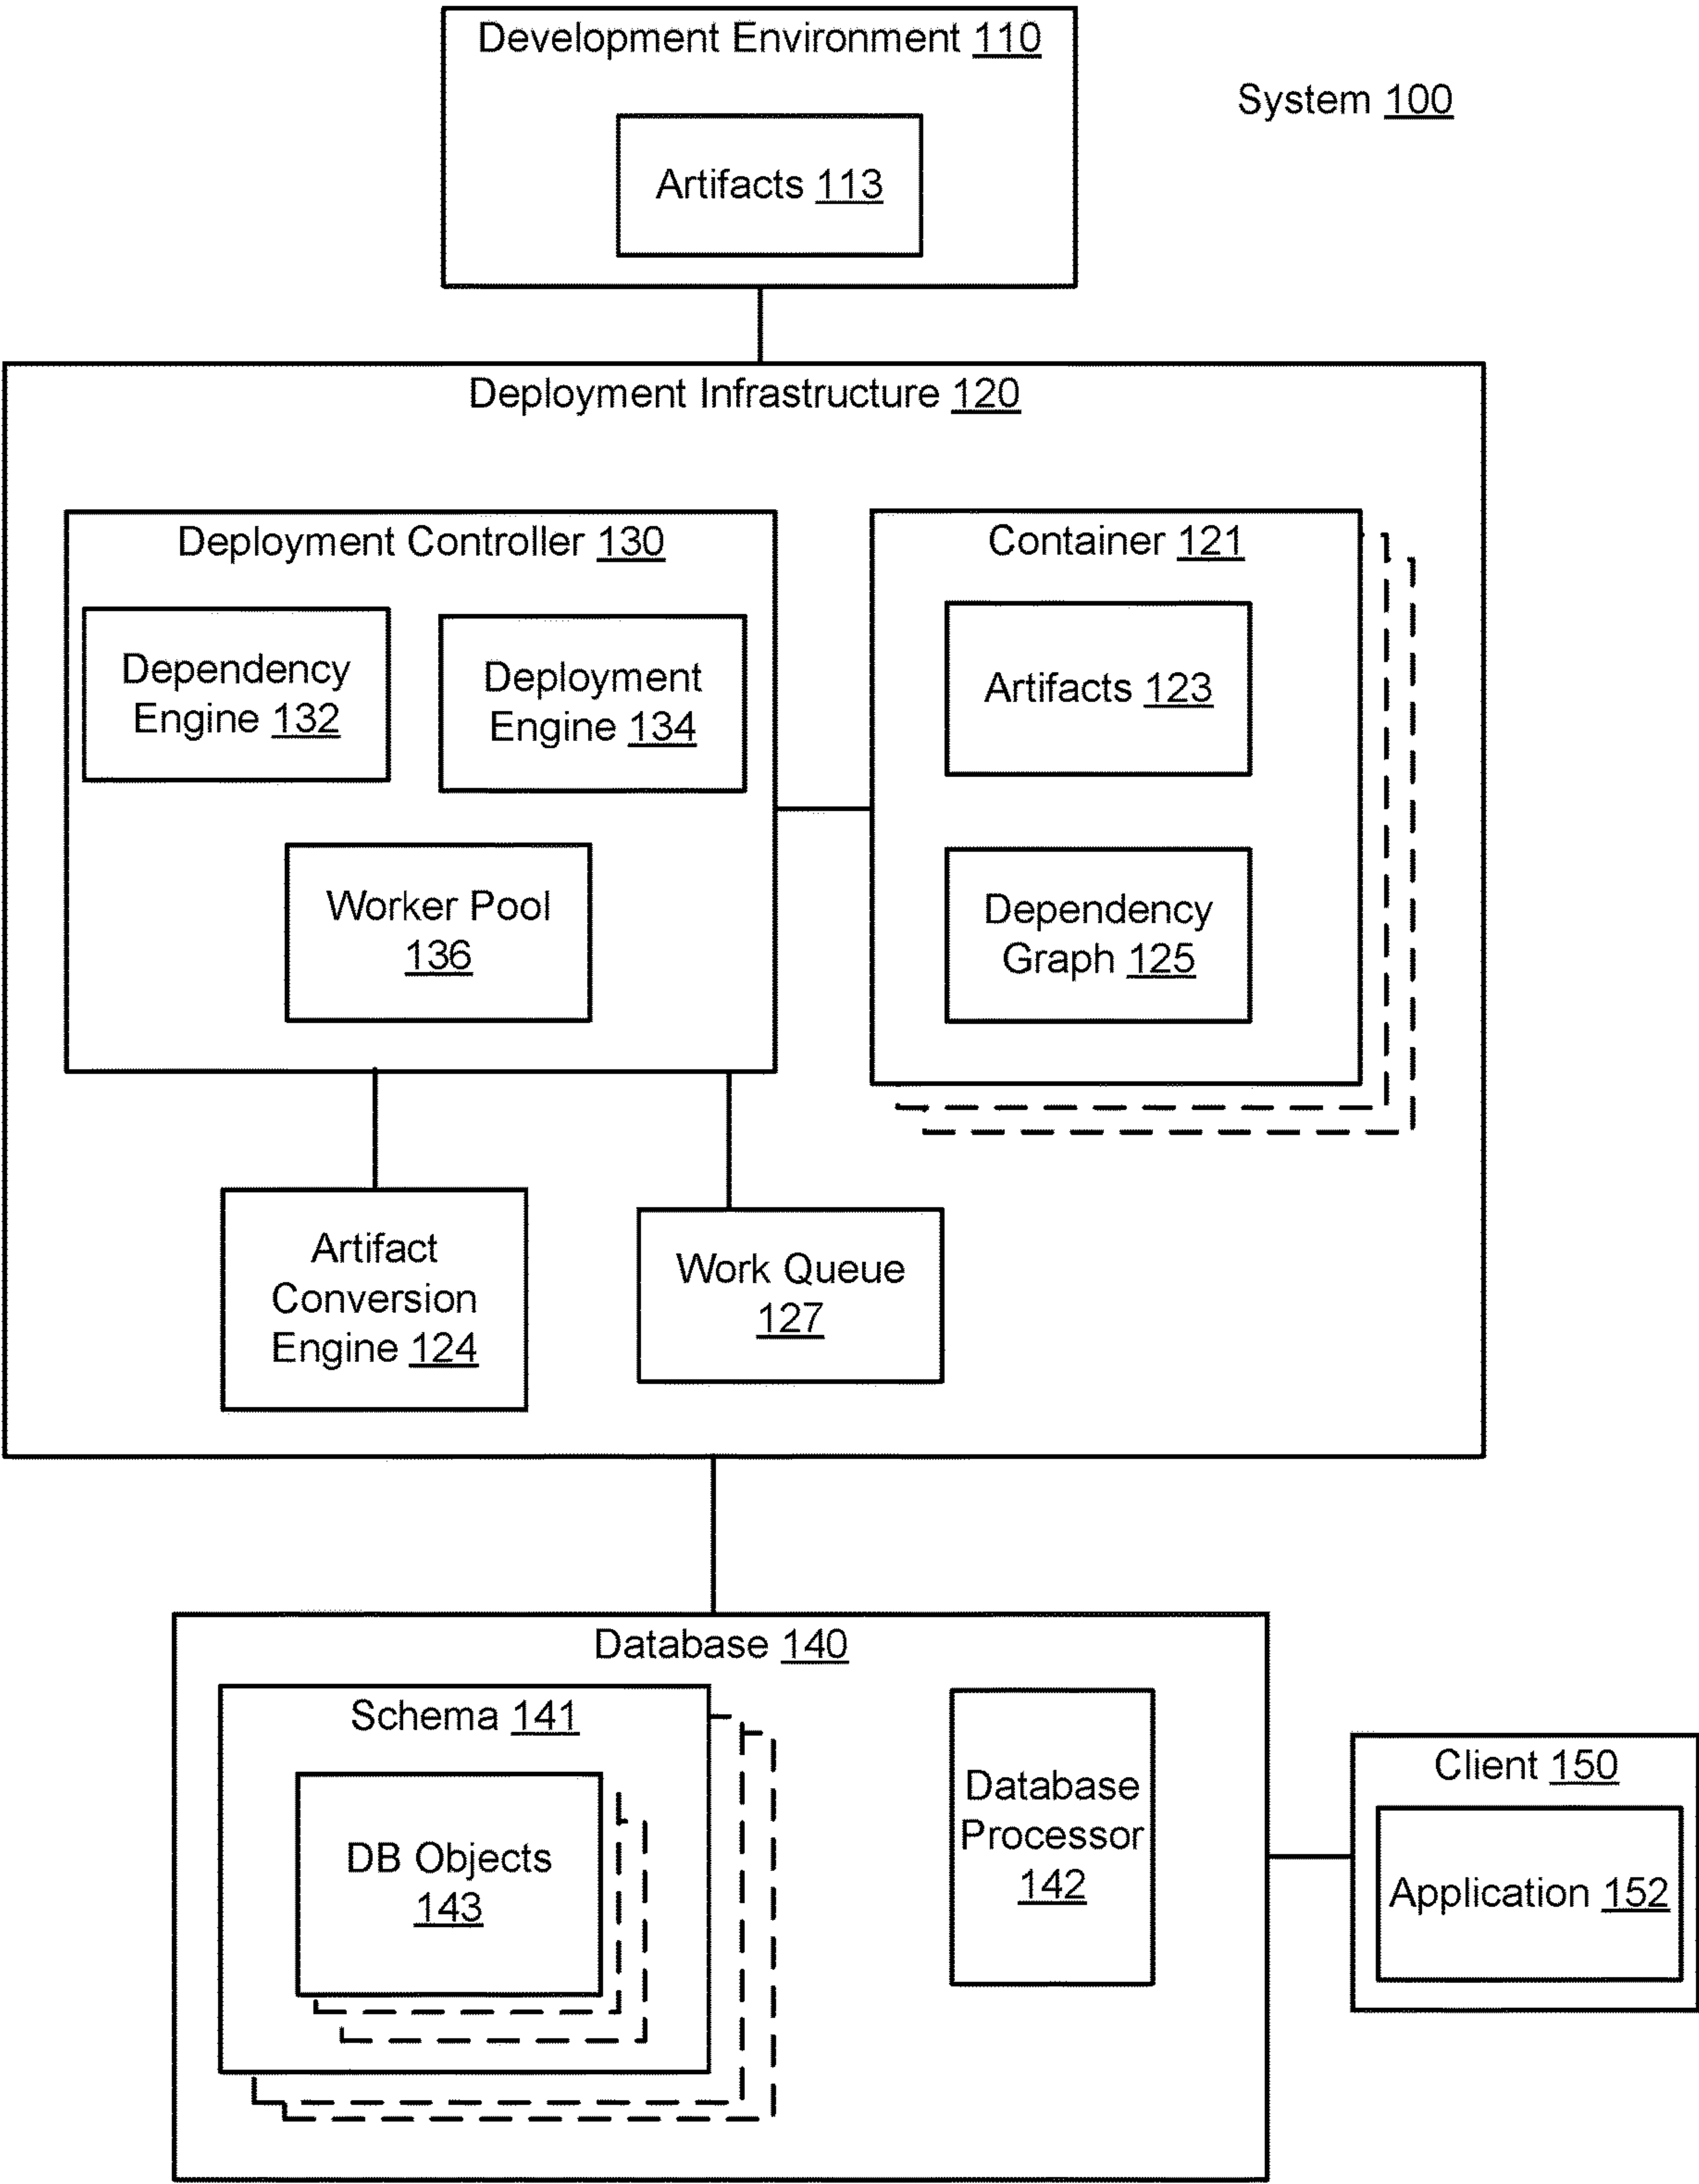 Development Environment 110
System 100
Artifacts 113
Deployment Infrastructure 120
Deployment Controller 130
Dependency
Engine 132
Deployment
Engine 134
Worker Pool
136
Container 121
Artifacts 123
Dependency
Graph 125
Artifact
Conversion
Engine 124
Work Queue
127
Database 140
Schema 141
DB Objects
143
Database
Processor
142
Client 150
Application 152